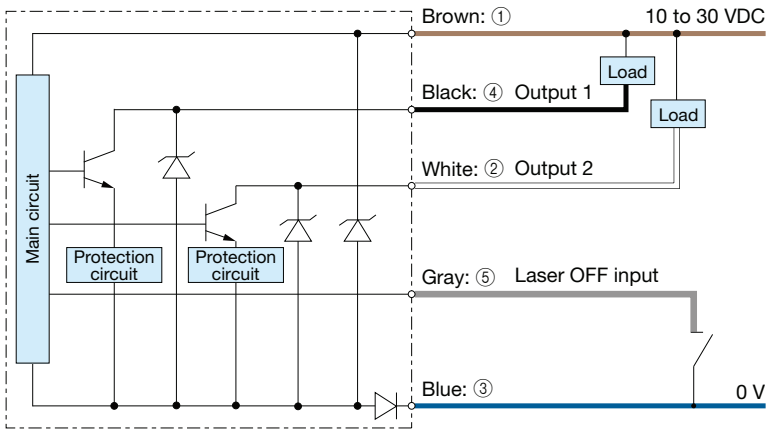 Brown: ① 10 to 30 VDC
Load
Black: ④ Output 1
Load
White: ② Output 2
Main circuit
Protection
circuit
Protection
circuit
Gray: ⑤ Laser OFF input
Blue: ③ 0 V